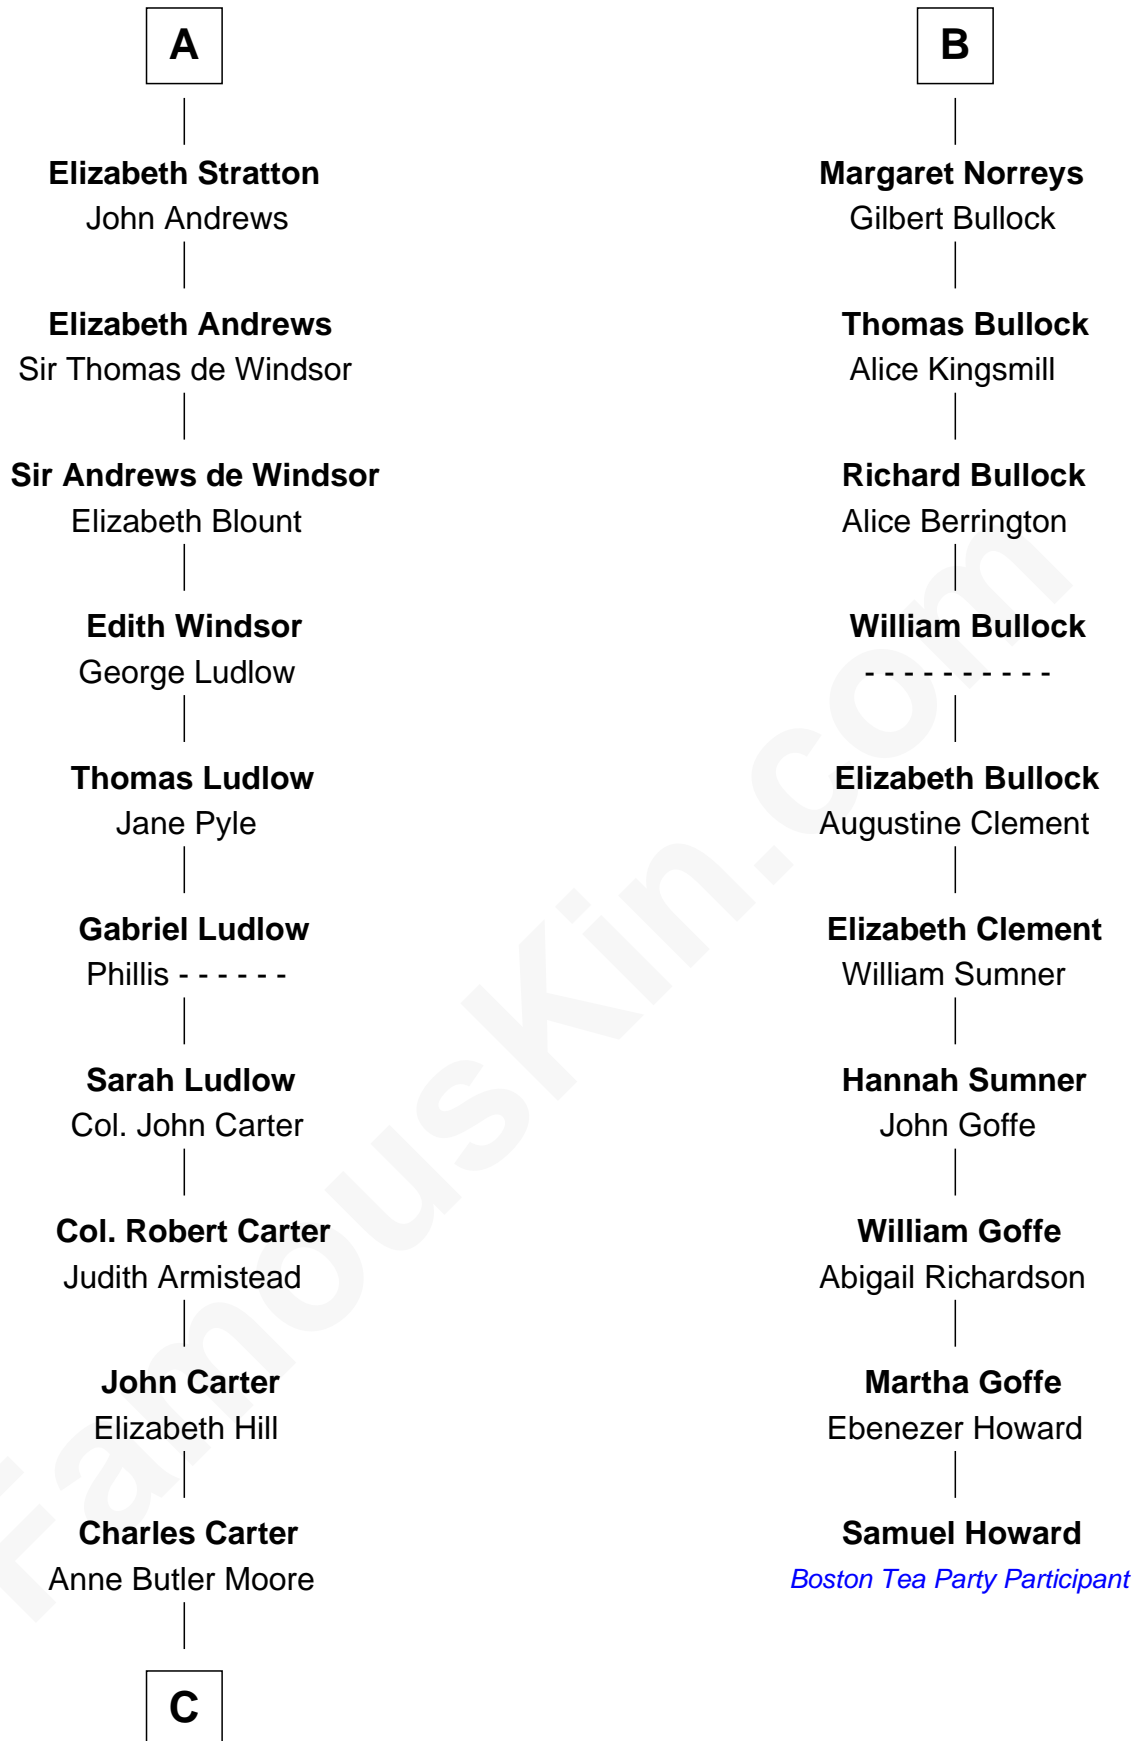 A
Elizabeth Stratton
John Andrews
Elizabeth Andrews
Sir Thomas de Windsor
Sir Andrews de Windsor
Elizabeth Blount
Edith Windsor
George Ludlow
Thomas Ludlow
Jane Pyle
Gabriel Ludlow
Phillis - - - - - -
Sarah Ludlow
Col. John Carter
Col. Robert Carter
Judith Armistead
John Carter
Elizabeth Hill
Charles Carter
Anne Butler Moore
C
B
Margaret Norreys
Gilbert Bullock
Thomas Bullock
Alice Kingsmill
Richard Bullock
Alice Berrington
William Bullock
- - - - - - - - - -
Elizabeth Bullock
Augustine Clement
Elizabeth Clement
William Sumner
Hannah Sumner
John Goffe
William Goffe
Abigail Richardson
Martha Goffe
Ebenezer Howard
Samuel Howard
Boston Tea Party Participant
FamousKin.com